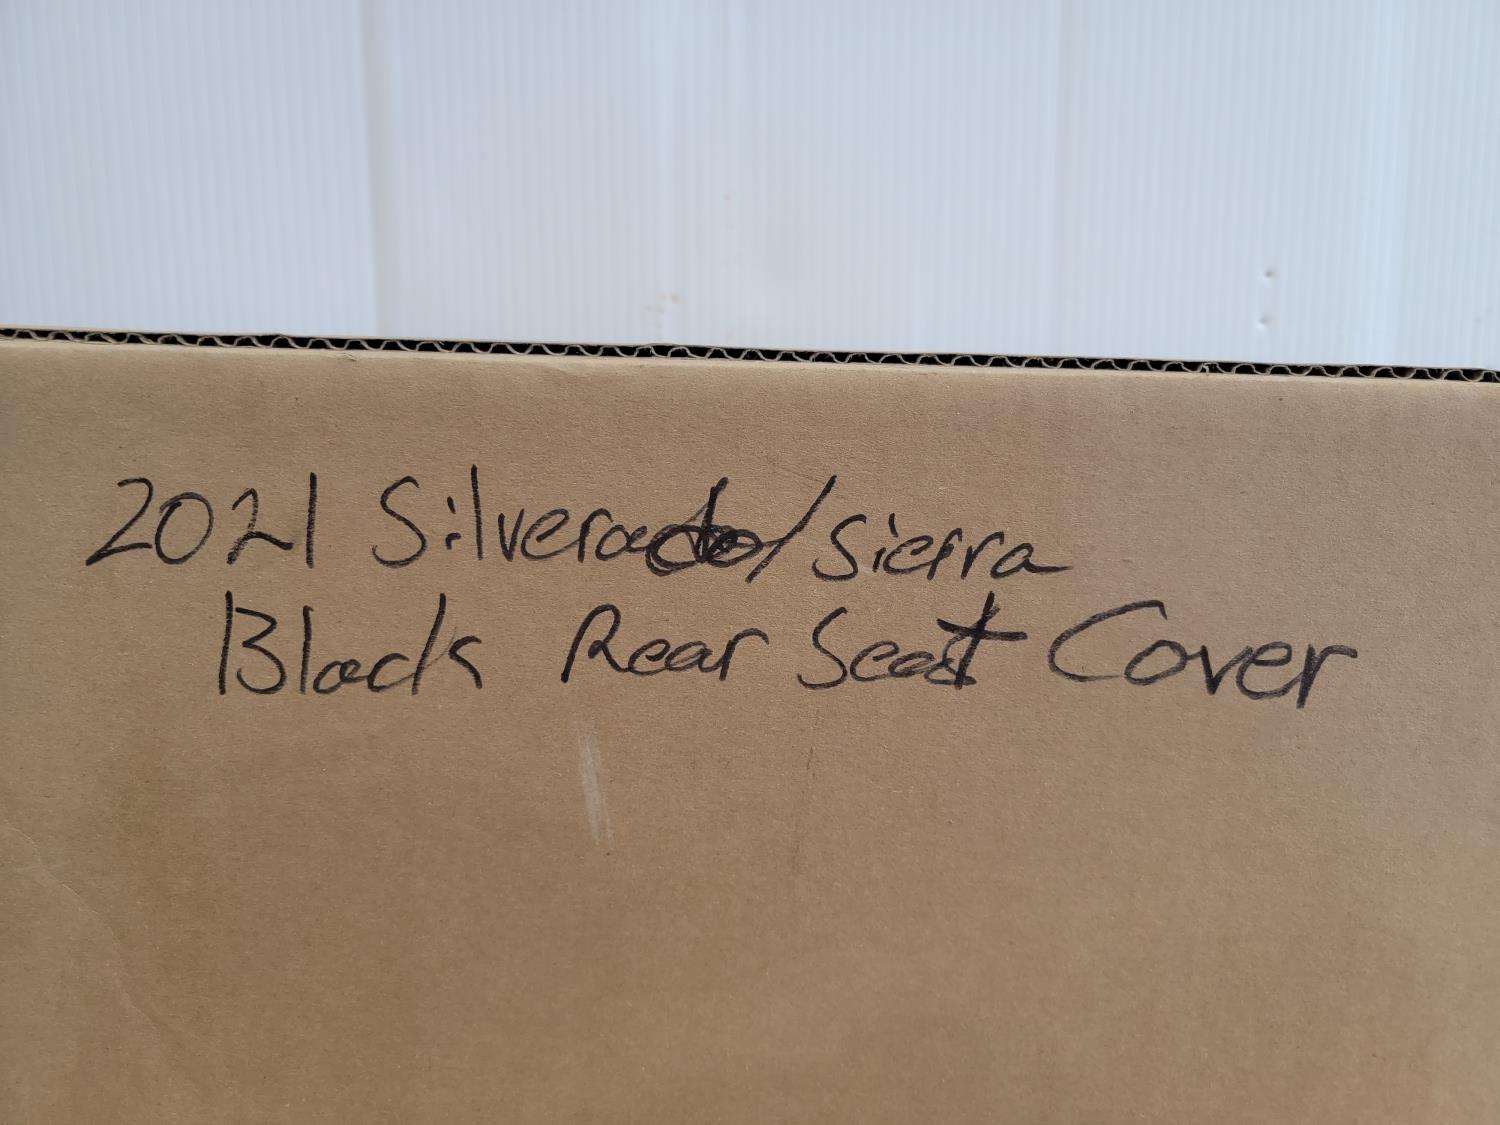 2021 Silverado/Sierra
Black Rear Seat Cover